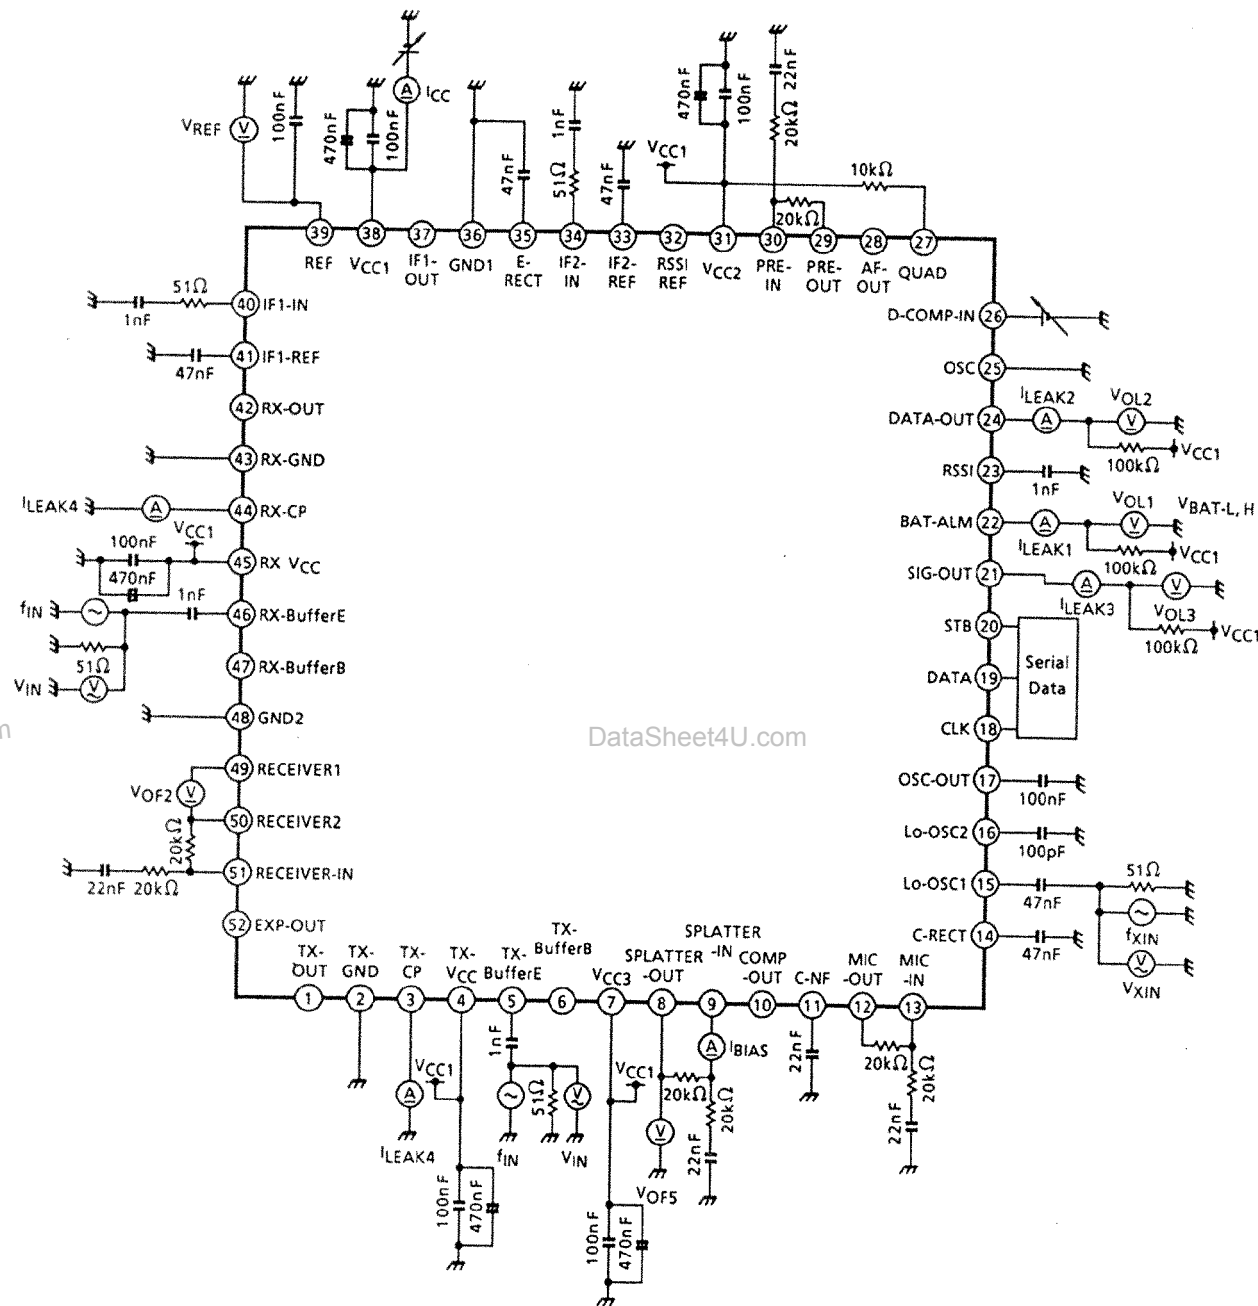 ICC
VREF
100nF
470nF
100nF
1nF
51Ω
47nF
47nF
470nF
100nF
VCC1
22nF
20kΩ
20kΩ
10kΩ
39
38
37
36
35
34
33
32
31
30
29
28
27
REF
VCC1
IF1-
OUT
GND1
E-
RECT
IF2-
IN
IF2-
REF
RSSI
REF
VCC2
PRE-
IN
PRE-
OUT
AF-
OUT
QUAD
51Ω
1nF
40 IF1-IN
47nF
41 IF1-REF
42 RX-OUT
43 RX-GND
ILEAK4 A
44 RX-CP
VCC1
100nF
470nF
45 RX VCC
1nF
fIN
46 RX-BufferE
51Ω
47 RX-BufferB
VIN V
48 GND2
49 RECEIVER1
VOF2 V
50 RECEIVER2
20kΩ
51 RECEIVER-IN
22nF 20kΩ
52 EXP-OUT
D-COMP-IN 26
OSC 25
ILEAK2
VOL2
DATA-OUT 24 A V
100kΩ
VCC1
RSSI 23
1nF
VOL1
VBAT-L, H
BAT-ALM 22 A V
ILEAK1
100kΩ
VCC1
SIG-OUT 21 A V
ILEAK3
VOL3
100kΩ
VCC1
STB 20
DATA 19
CLK 18
Serial
Data
DataSheet4U.com
m
OSC-OUT 17
100nF
Lo-OSC2 16
100pF
Lo-OSC1 15
47nF
51Ω
fXIN
C-RECT 14
47nF
V
VXIN
TX-
OUT
TX-
GND
TX-
CP
TX-
VCC
TX-
BufferE
TX-
BufferB
VCC3
SPLATTER
-OUT
SPLATTER
-IN
COMP
-OUT
C-NF
MIC
-OUT
MIC
-IN
1
2
3
4
5
6
7
8
9
10
11
12
13
A
ILEAK4
VCC1
100nF
470nF
1nF
fIN
51Ω
V
VIN
VCC1
100nF
470nF
V
VOF5
20kΩ
A IBIAS
20kΩ
22nF
22nF
20kΩ
20kΩ
22nF